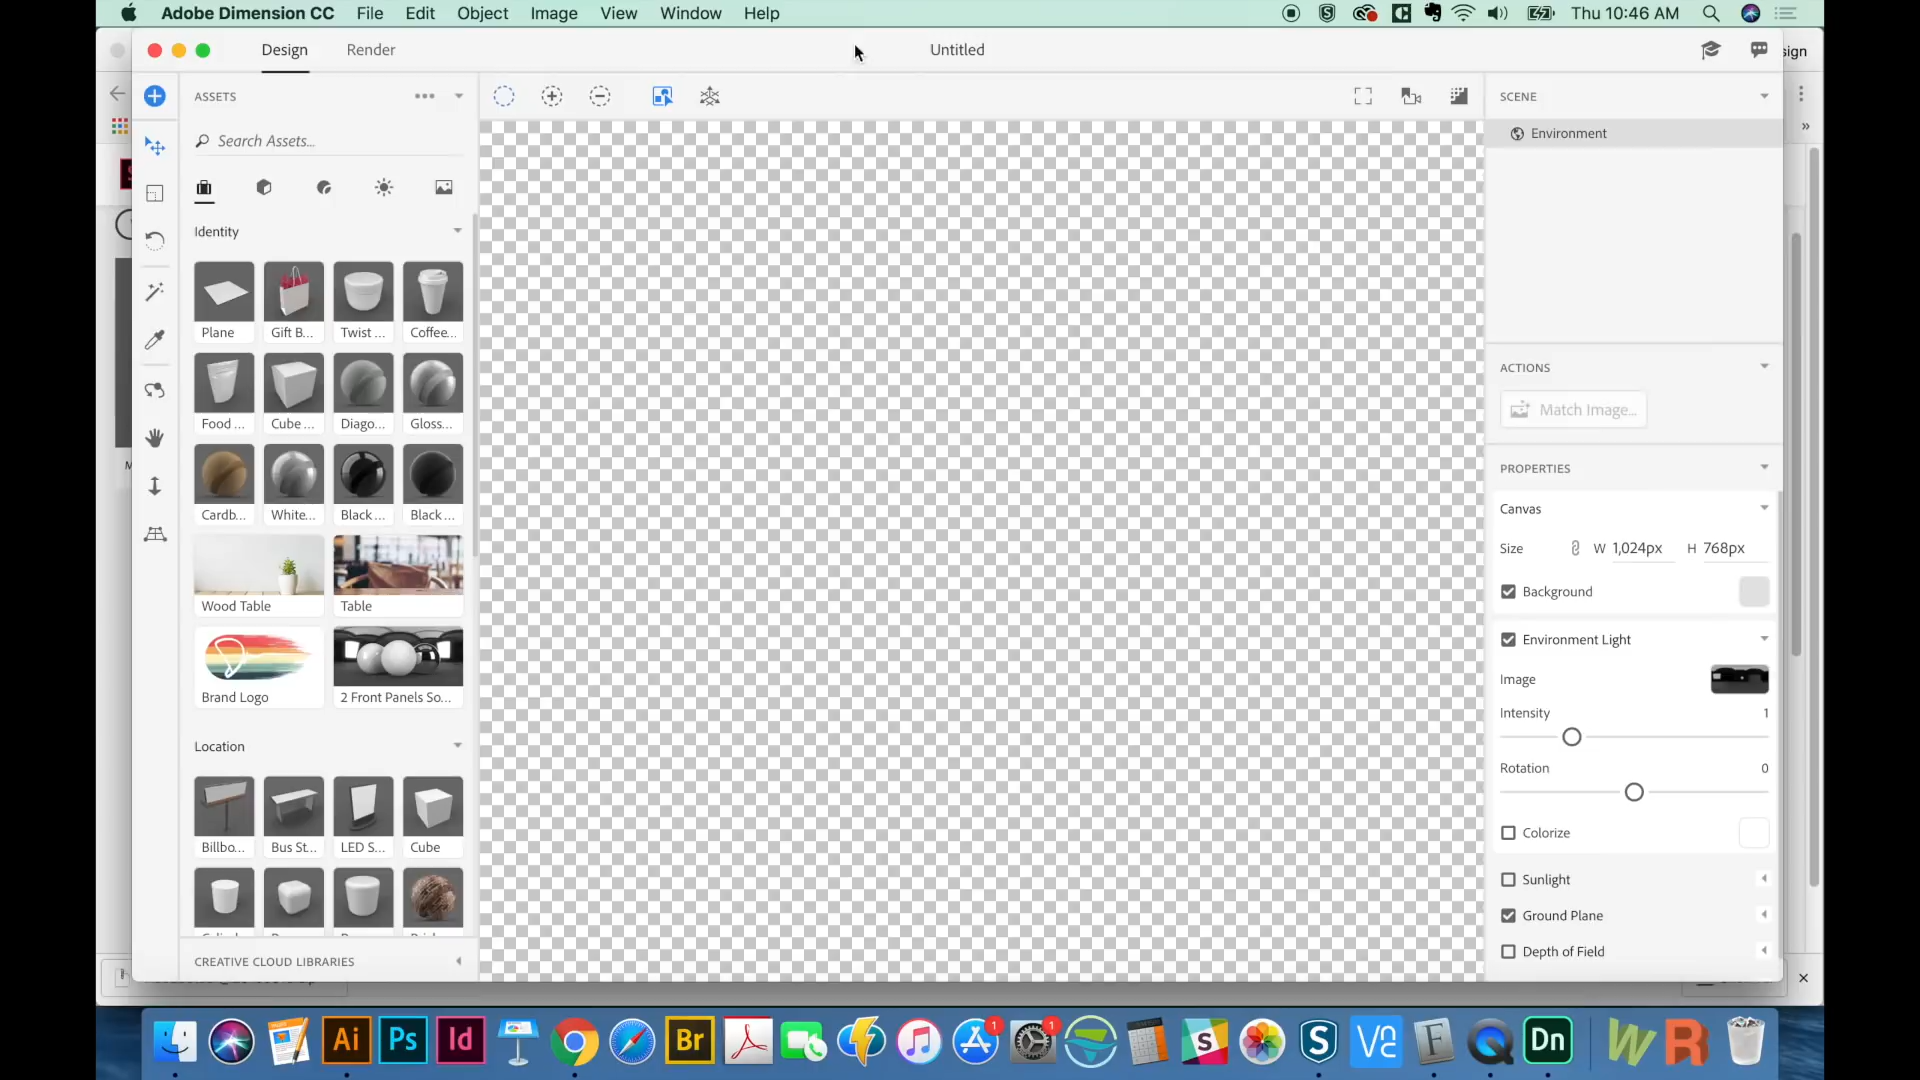 Adobe Dimension CC File Edit Object Image View Window Help
Thu 10:46 AM
Design Render
Untitled
sign
ASSETS
Search Assets...
Identity
Plane Gift B... Twist ... Coffee...
Food ... Cube ... Diago... Gloss...
Cardb... White... Black ... Black ...
Wood Table Table
Brand Logo 2 Front Panels So...
Location
Billbo... Bus St... LED S... Cube
CREATIVE CLOUD LIBRARIES
SCENE
Environment
ACTIONS
Match Image...
PROPERTIES
Canvas
Size W 1,024px H 768px
Background
Environment Light
Image
Intensity 1
Rotation 0
Colorize
Sunlight
Ground Plane
Depth of Field
Ai Ps Id Br 1 1 S S V2 F Dn W R